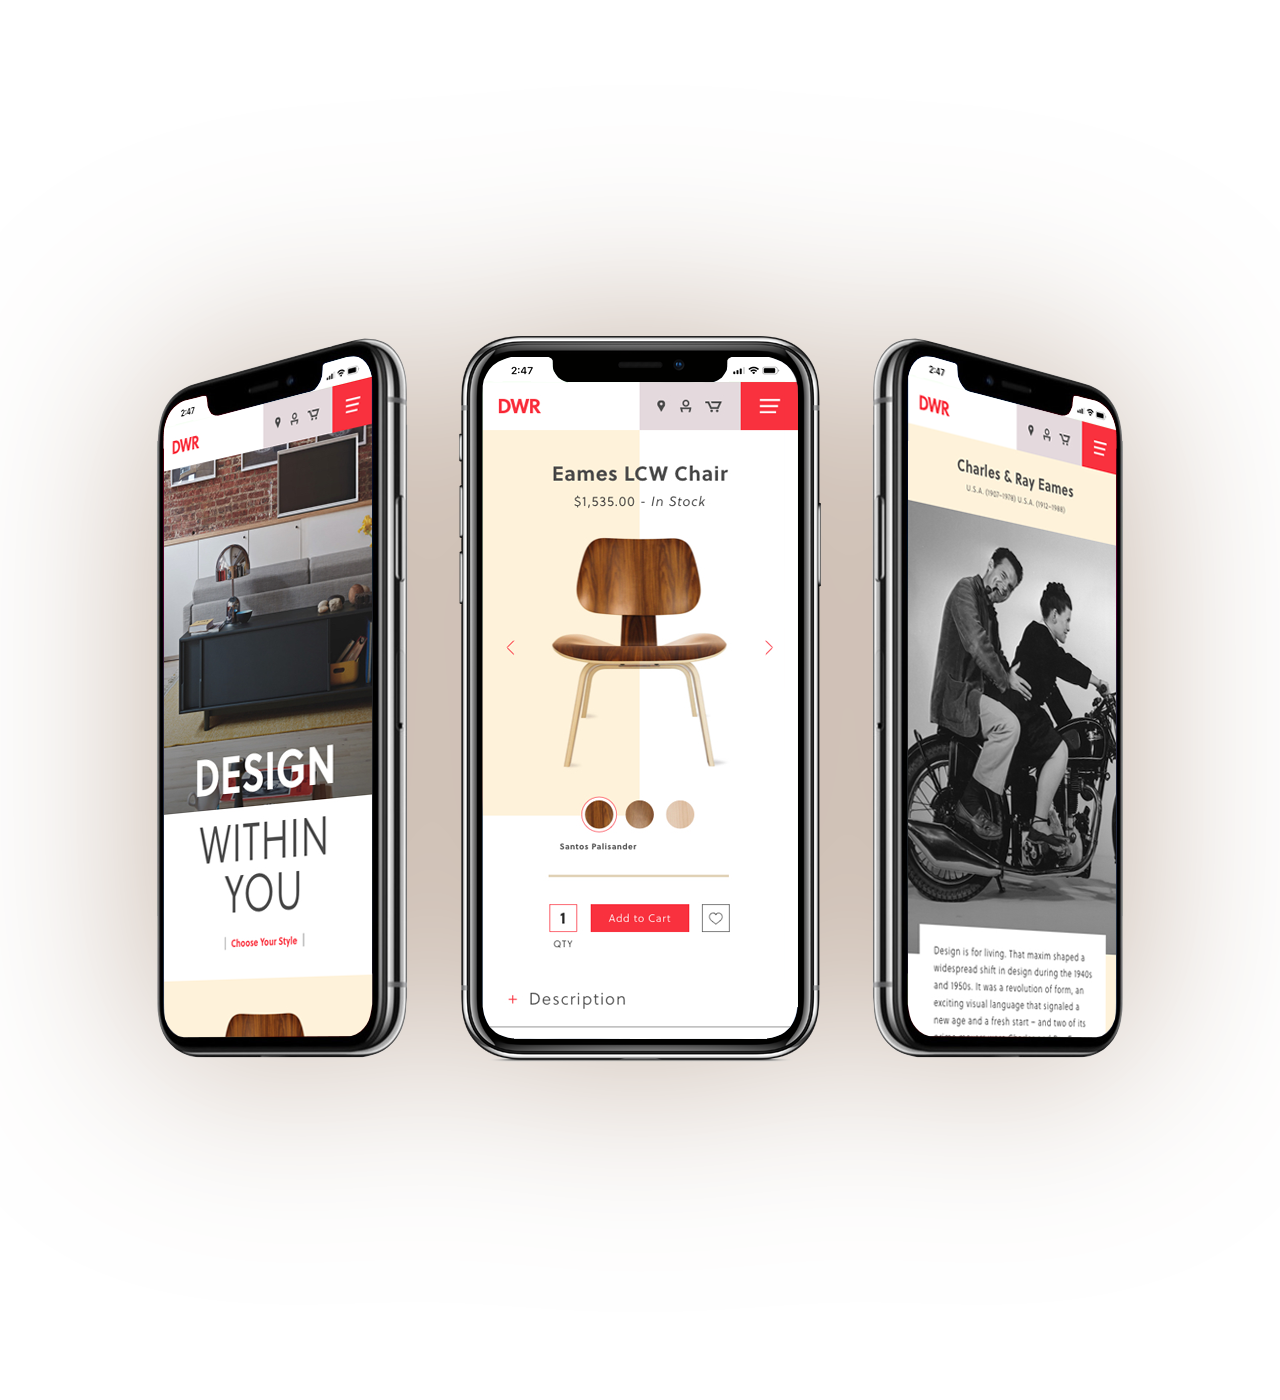 2:47
DWR
DESIGN
WITHIN
YOU
Choose Your Style
2:47
DWR
Eames LCW Chair
$1,535.00 - In Stock
Santos Palisander
1
Add to Cart
QTY
+ Description
2:47
DWR
Charles & Ray Eames
U.S.A. (1907-1978) U.S.A. (1912-1988)
Design is for living. That maxim shaped a
widespread shift in design during the 1940s
and 1950s. It was a revolution of form, an
exciting visual language that signaled a
new age and a fresh start – and two of its